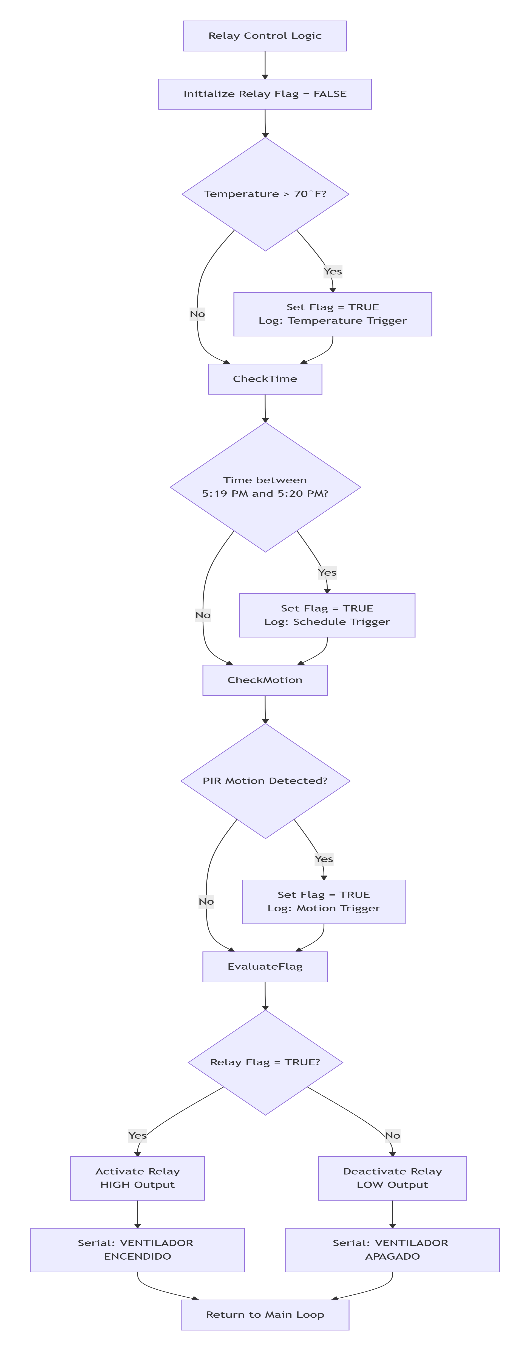 Relay Control Logic
Initialize Relay Flag = FALSE
Temperature > 70°F?
Yes
No
Set Flag = TRUE
Log: Temperature Trigger
CheckTime
Time between
5:19 PM and 5:20 PM?
Yes
No
Set Flag = TRUE
Log: Schedule Trigger
CheckMotion
PIR Motion Detected?
Yes
No
Set Flag = TRUE
Log: Motion Trigger
EvaluateFlag
Relay Flag = TRUE?
Yes
No
Activate Relay
HIGH Output
Deactivate Relay
LOW Output
Serial: VENTILADOR
ENCENDIDO
Serial: VENTILADOR
APAGADO
Return to Main Loop